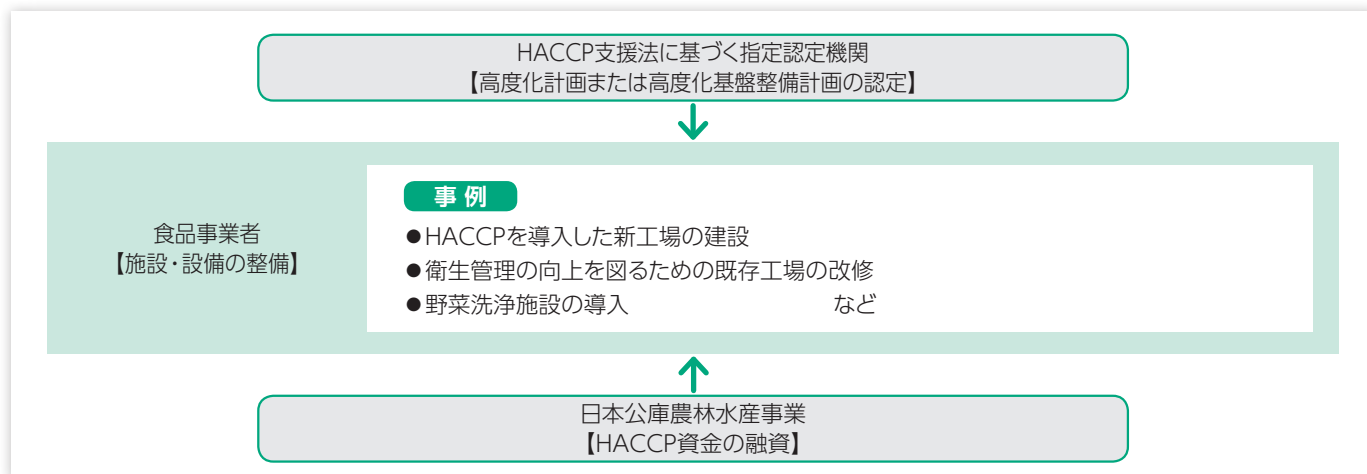 HACCP支援法に基づく指定認定機関
【高度化計画または高度化基盤整備計画の認定】
食品事業者
【施設・設備の整備】
事例
●HACCPを導入した新工場の建設
●衛生管理の向上を図るための既存工場の改修
●野菜洗浄施設の導入 など
日本公庫農林水産事業
【HACCP資金の融資】